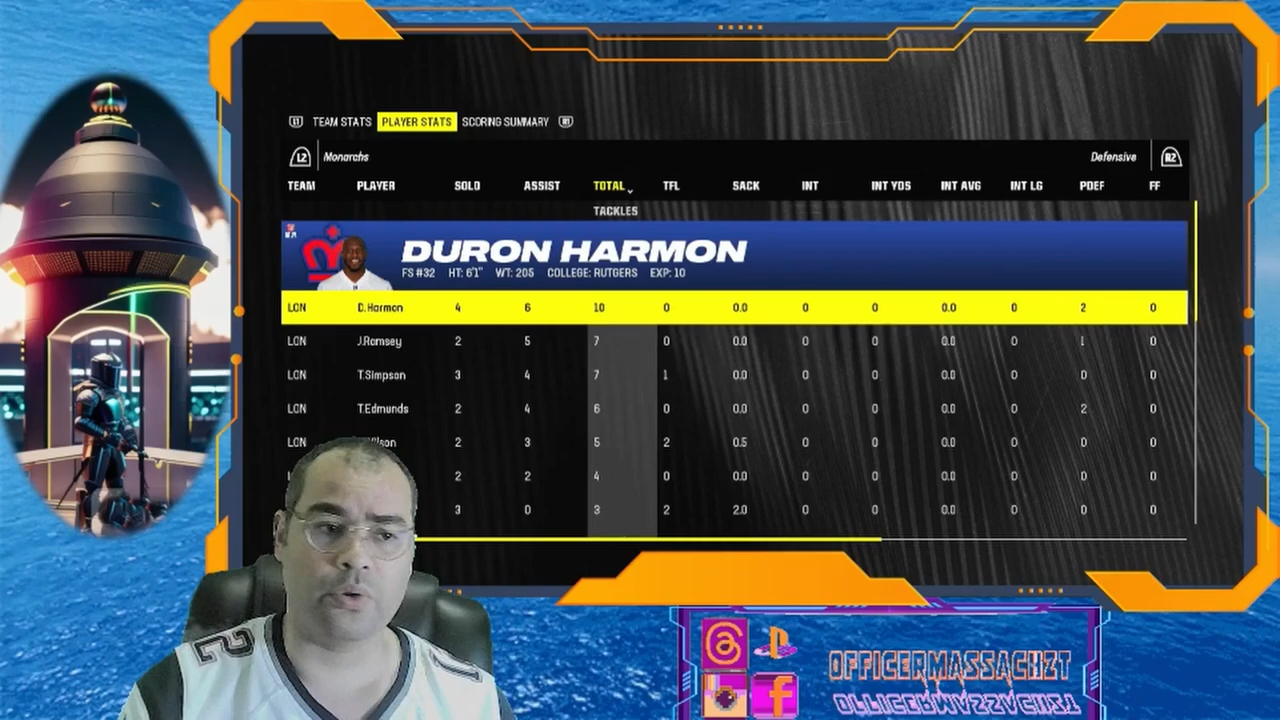 L1 TEAM STATS PLAYER STATS SCORING SUMMARY R1
L2 Monarchs Defensive R2
TEAM PLAYER SOLO ASSIST TOTAL TFL SACK INT INT YDS INT AVG INT LG PDEF FF
TACKLES
DURON HARMON
FS #32 HT: 6'1" WT: 205 COLLEGE: RUTGERS EXP: 10
LON D.Harmon 4 6 10 0 0.0 0 0 0.0 0 2 0
LON J.Ramsey 2 5 7 0 0.0 0 0 0.0 0 1 0
LON T.Simpson 3 4 7 1 0.0 0 0 0.0 0 0 0
LON T.Edmunds 2 4 6 0 0.0 0 0 0.0 0 2 0
LON 2 3 5 2 0.5 0 0 0.0 0 0 0
2 2 4 0 0.0 0 0 0.0 0 0 0
3 0 3 2 2.0 0 0 0.0 0 0 0
OFFICERMASSACHZT